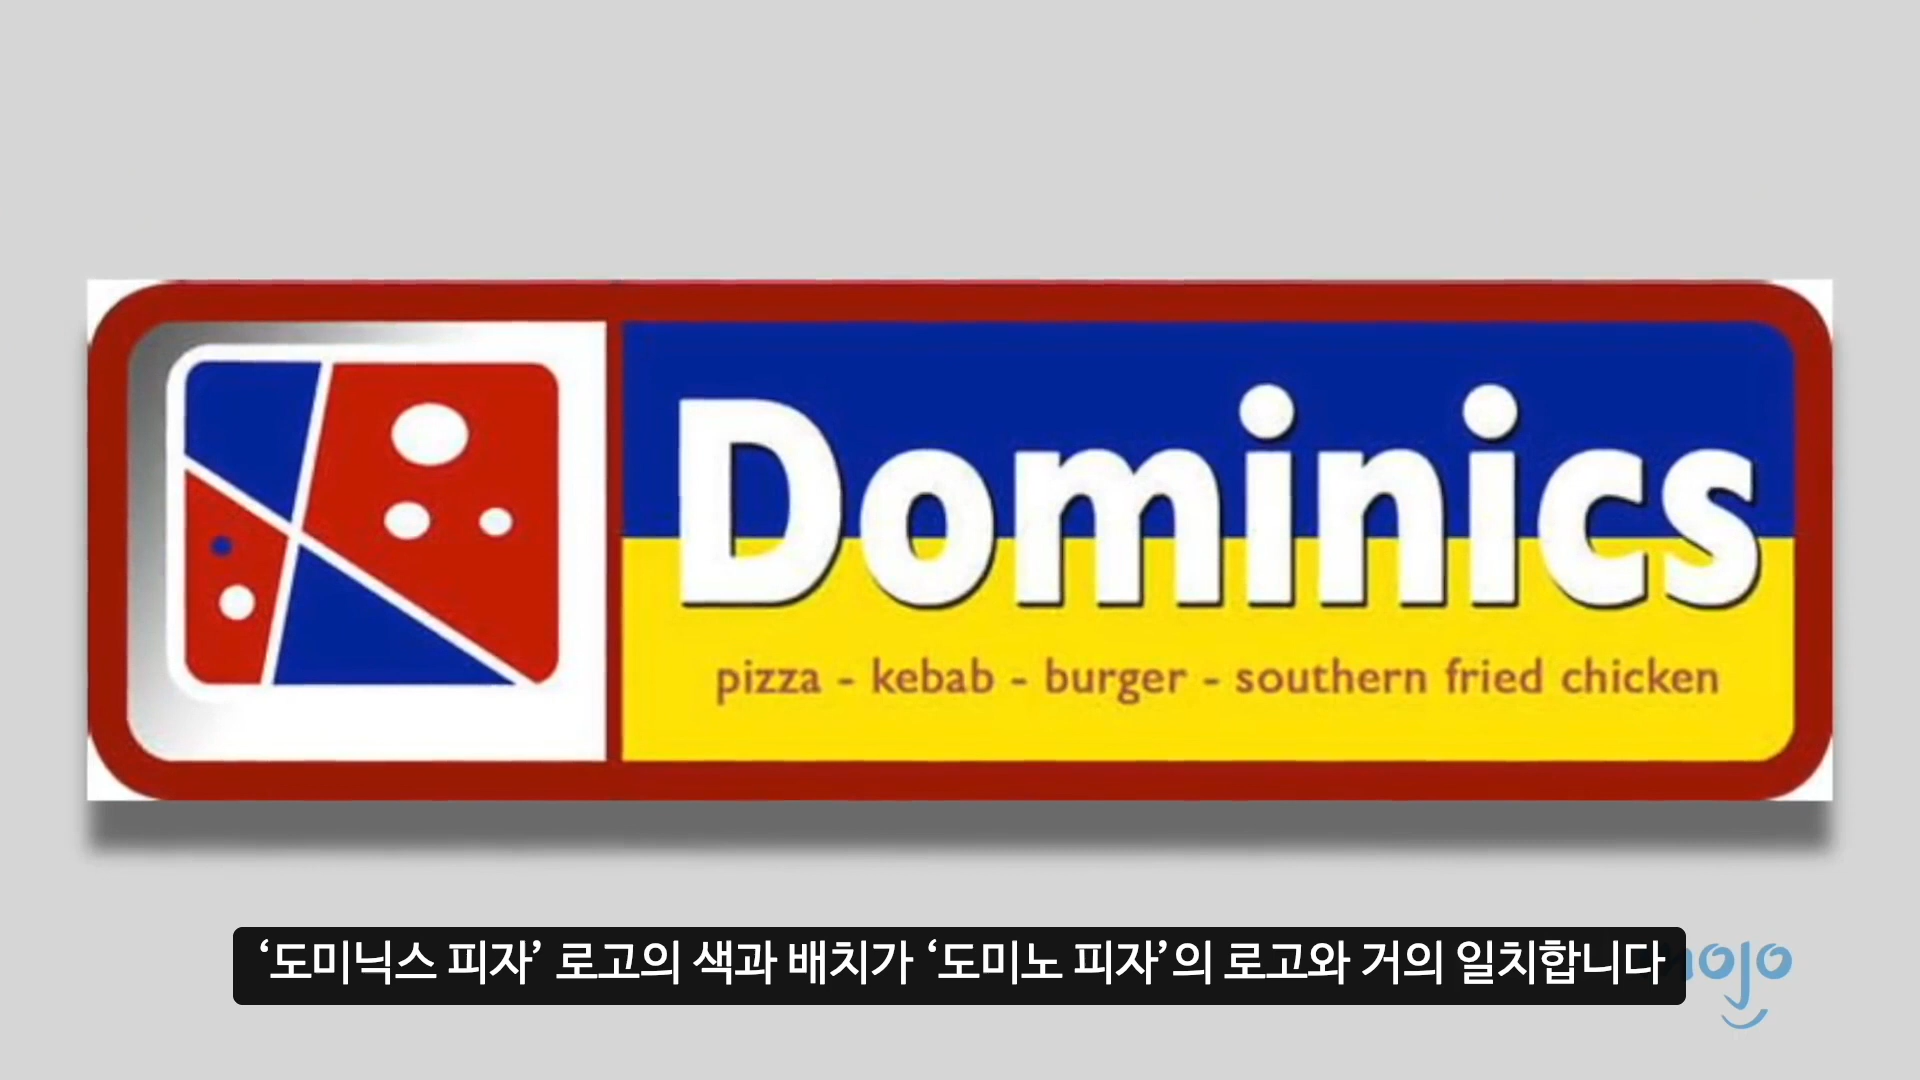 Dominics
pizza - kebab - burger - southern fried chicken
‘도미닉스 피자’ 로고의 색과 배치가 ‘도미노 피자’의 로고와 거의 일치합니다
mojo